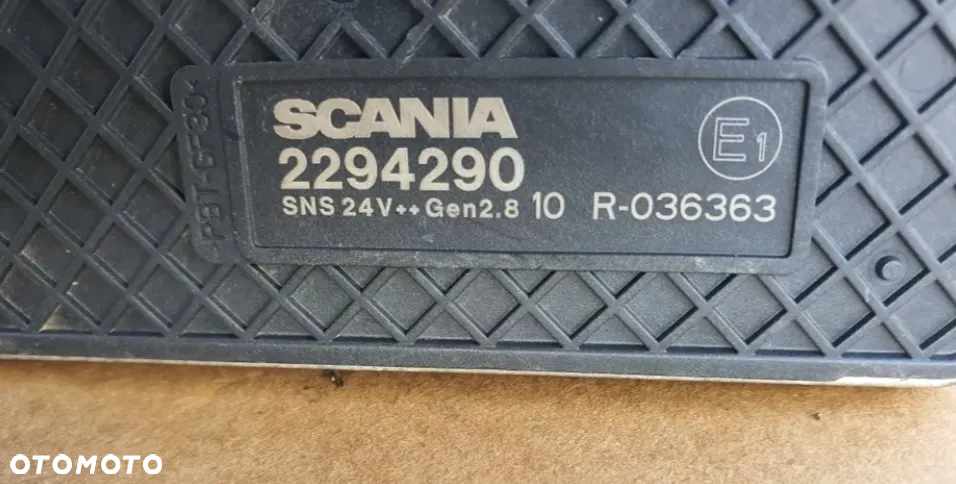 SCANIA
2294290
SNS 24V++ Gen2.8 10 R-036363
E1
PBT-GF30
OTOMOTO